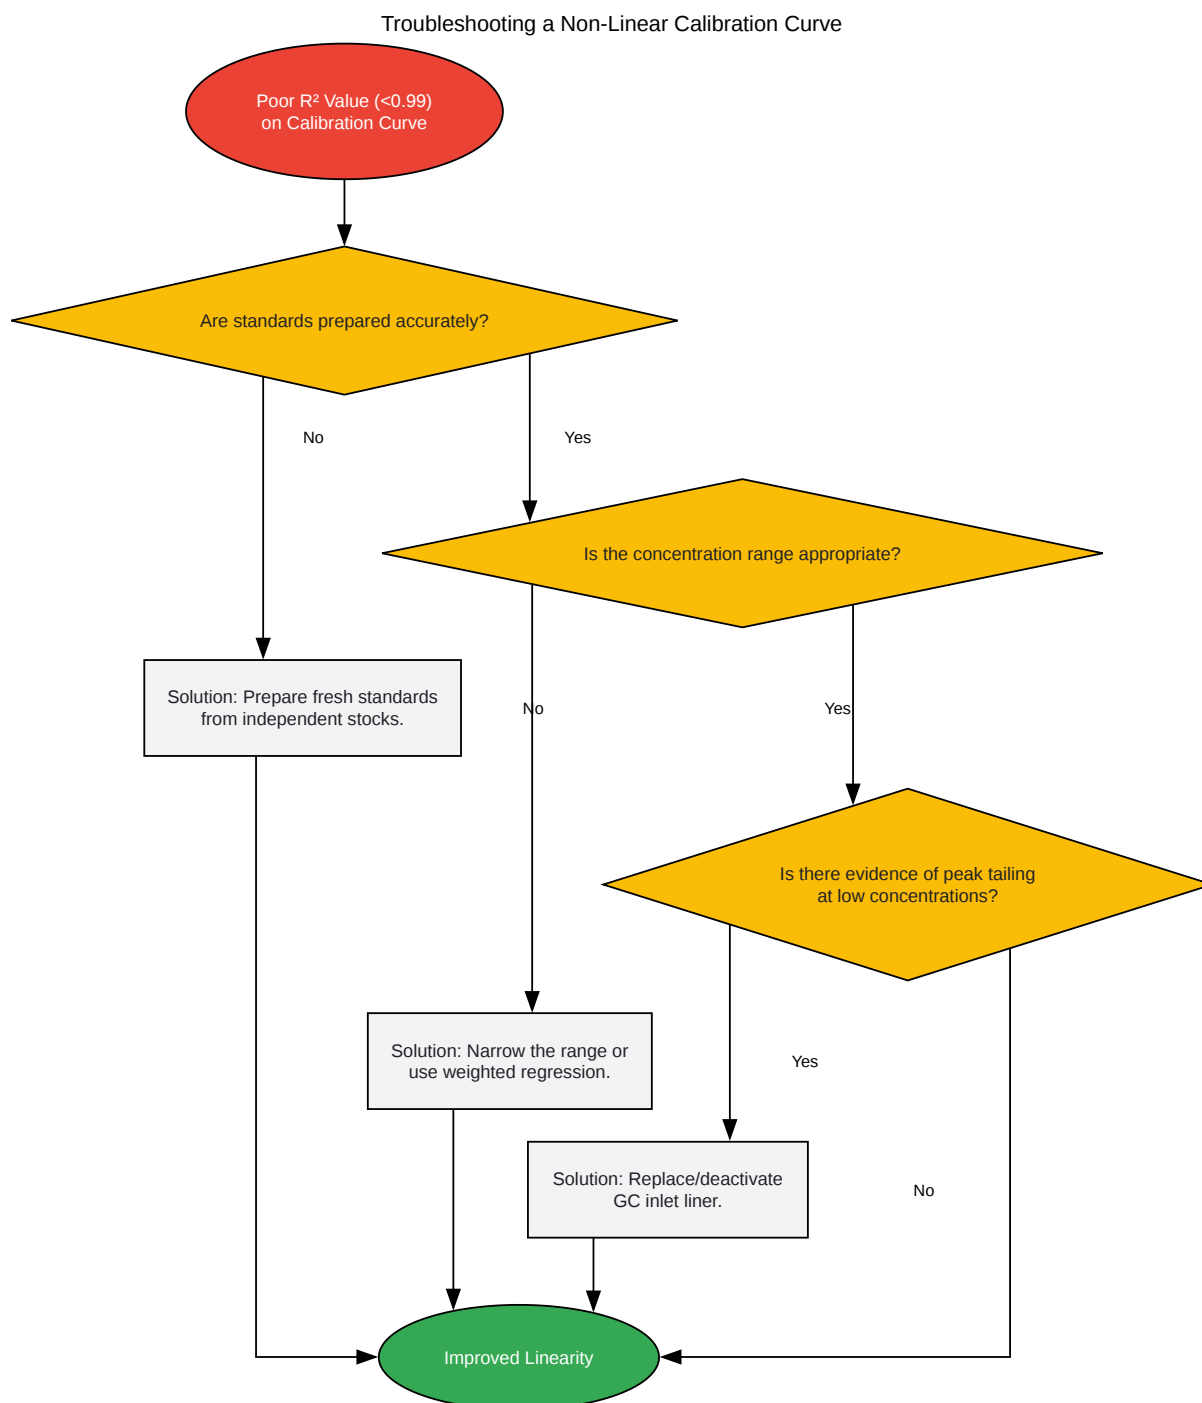 Troubleshooting a Non-Linear Calibration Curve
Poor R² Value (<0.99)
on Calibration Curve
Are standards prepared accurately?
No
Yes
Is the concentration range appropriate?
Solution: Prepare fresh standards
from independent stocks.
No
Yes
Is there evidence of peak tailing
at low concentrations?
Solution: Narrow the range or
use weighted regression.
Yes
Solution: Replace/deactivate
GC inlet liner.
No
Improved Linearity